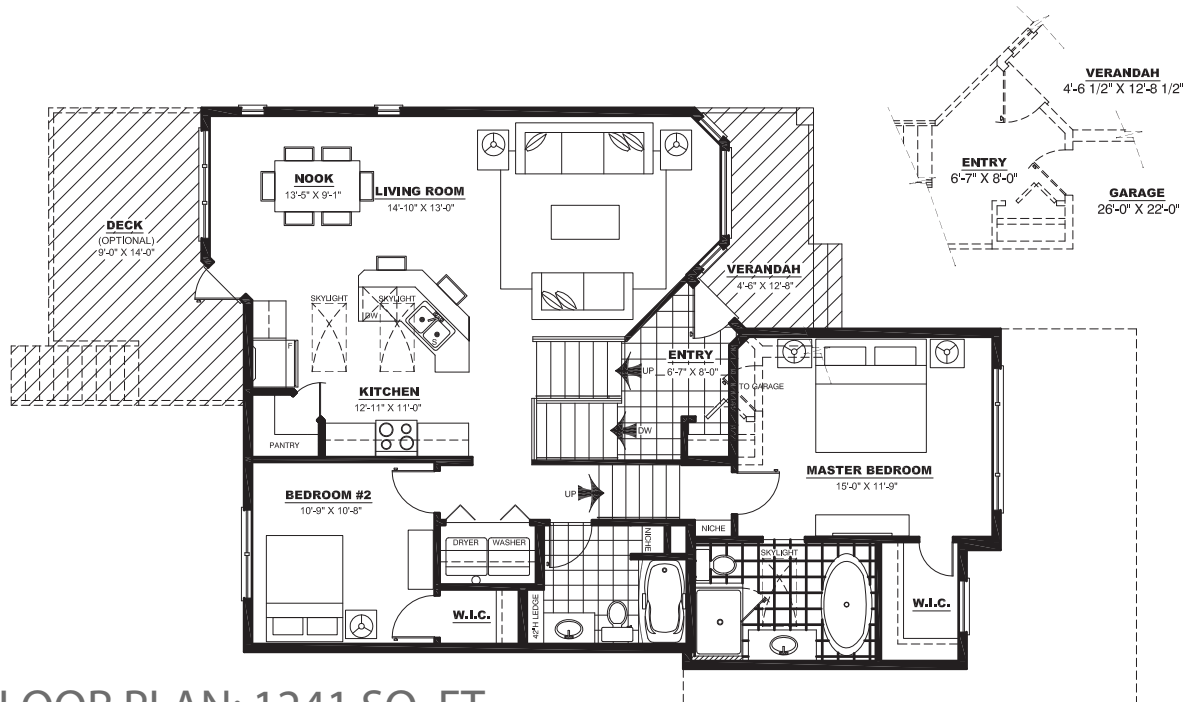 VERANDAH
4'-6 1/2" X 12'-8 1/2"
ENTRY
6'-7" X 8'-0"
GARAGE
26'-0" X 22'-0"
NOOK
13'-5" X 9'-1"
LIVING ROOM
14'-10" X 13'-0"
DECK
(OPTIONAL)
9'-0" X 14'-0"
VERANDAH
4'-6" X 12'-8"
SKYLIGHT
SKYLIGHT
DW
S
F
ENTRY
6'-7" X 8'-0"
UP
TO GARAGE
KITCHEN
12'-11" X 11'-0"
DW
PANTRY
MASTER BEDROOM
15'-0" X 11'-9"
BEDROOM #2
10'-9" X 10'-8"
UP
NICHE
NICHE
DRYER
WASHER
SKYLIGHT
W.I.C.
W.I.C.
42"H LEDGE
LOOR PLAN: 1241 SQ. FT.